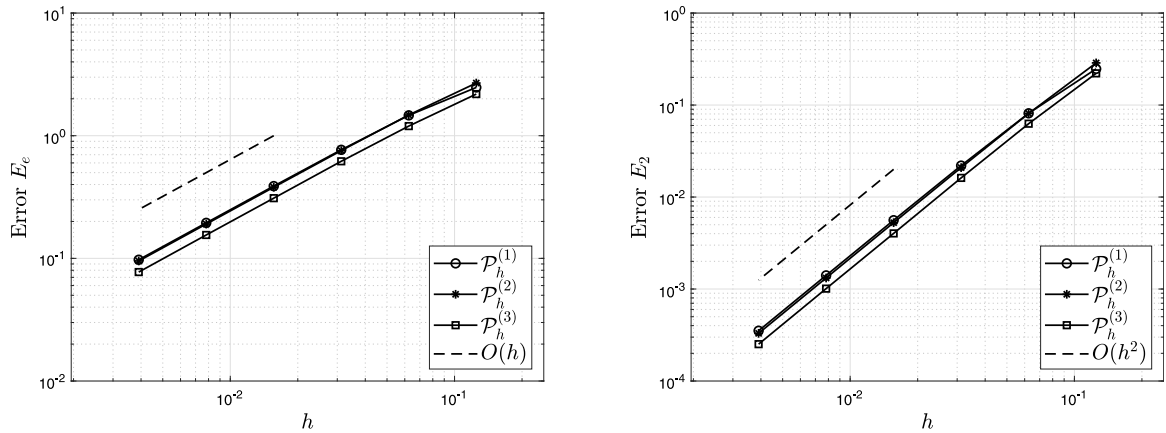 10^1
10^0
10^{-1}
10^{-2}
Error E_e
10^{-2}
10^{-1}
h
P_h^{(1)}
P_h^{(2)}
P_h^{(3)}
O(h)
10^0
10^{-1}
10^{-2}
10^{-3}
10^{-4}
Error E_2
10^{-2}
10^{-1}
h
P_h^{(1)}
P_h^{(2)}
P_h^{(3)}
O(h^2)